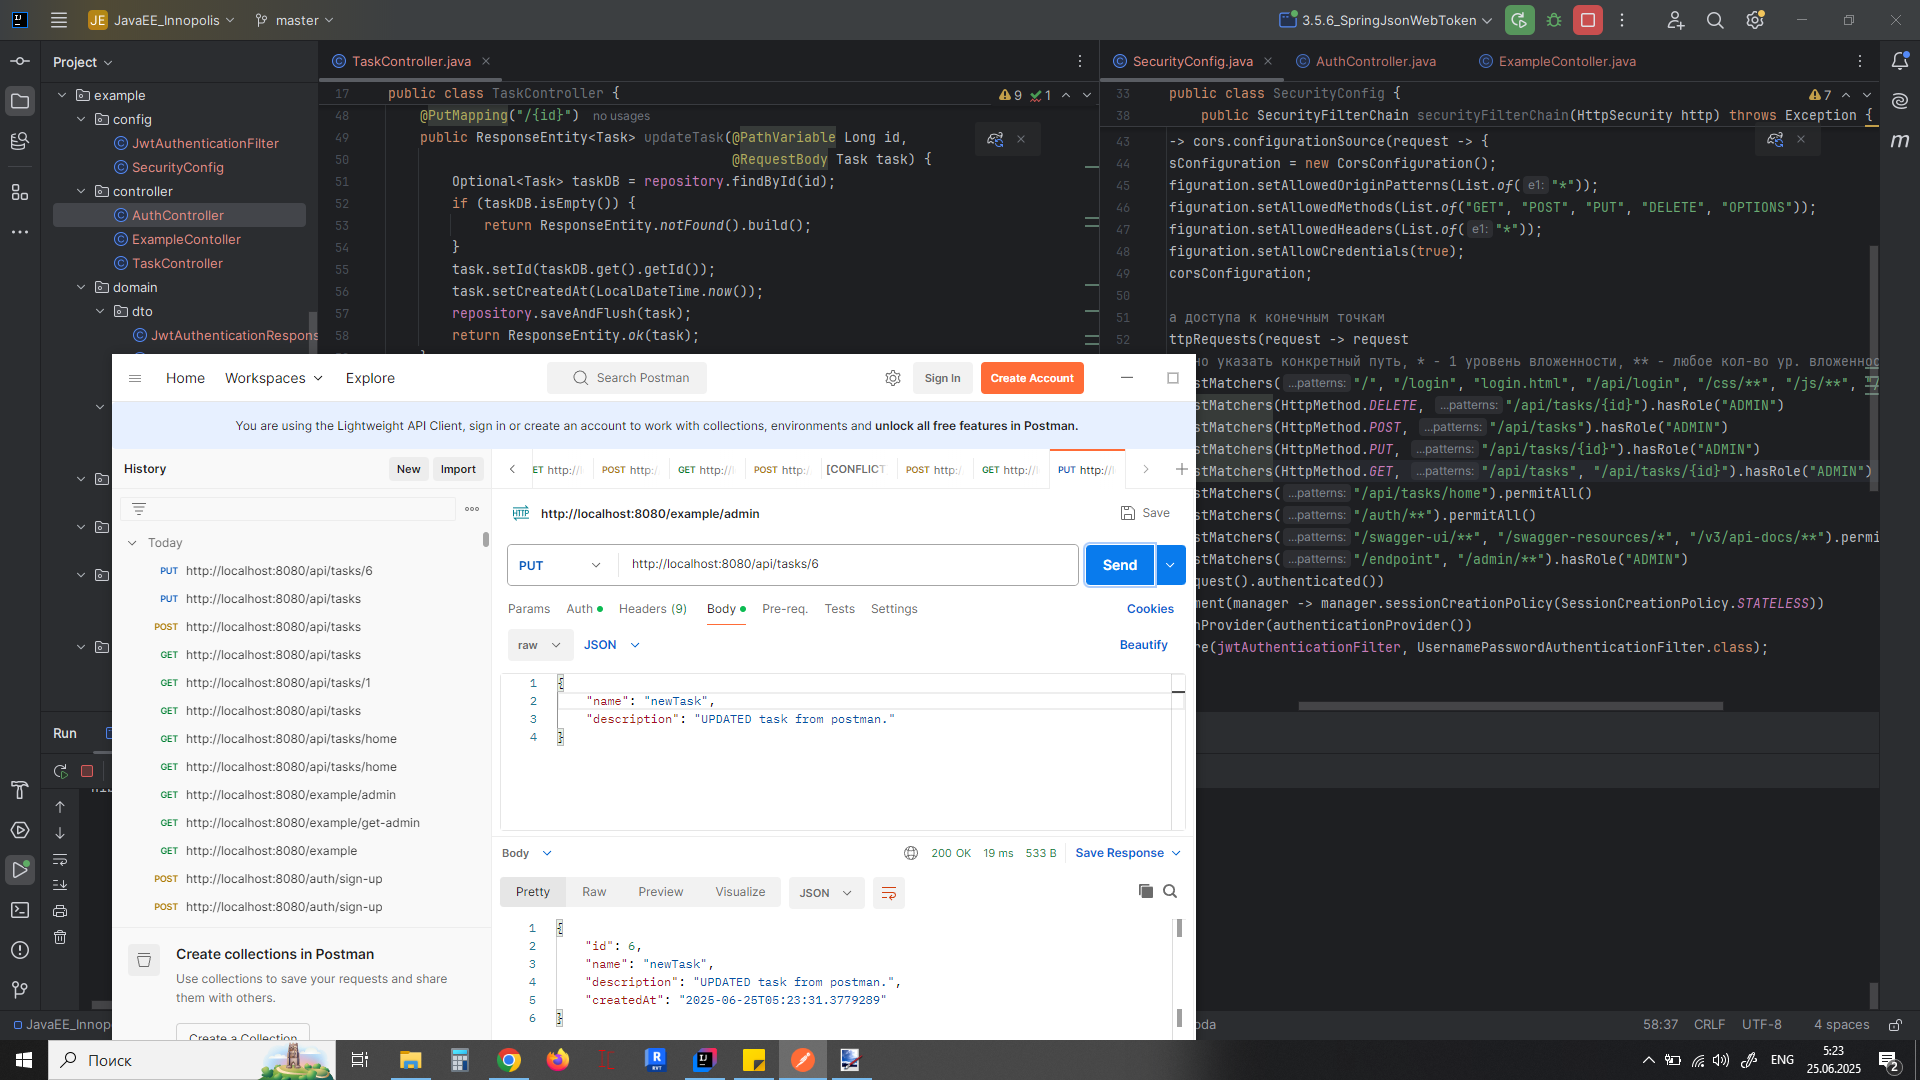 JE JavaEE_Innopolis master 3.5.6_SpringJsonWebToken
Project
example
config
JwtAuthenticationFilter
SecurityConfig
controller
AuthController
ExampleContoller
TaskController
domain
dto
JwtAuthenticationRespons
TaskController.java
17 public class TaskController { 9 1
48 @PutMapping("/{id}") no usages
49 public ResponseEntity<Task> updateTask(@PathVariable Long id,
50 @RequestBody Task task) {
51 Optional<Task> taskDB = repository.findById(id);
52 if (taskDB.isEmpty()) {
53 return ResponseEntity.notFound().build();
54 }
55 task.setId(taskDB.get().getId());
56 task.setCreatedAt(LocalDateTime.now());
57 repository.saveAndFlush(task);
58 return ResponseEntity.ok(task);
SecurityConfig.java AuthController.java ExampleContoller.java
33 public class SecurityConfig { 7
38 public SecurityFilterChain securityFilterChain(HttpSecurity http) throws Exception {
43 -> cors.configurationSource(request -> {
44 sConfiguration = new CorsConfiguration();
45 figuration.setAllowedOriginPatterns(List.of( e1: "*"));
46 figuration.setAllowedMethods(List.of("GET", "POST", "PUT", "DELETE", "OPTIONS"));
47 figuration.setAllowedHeaders(List.of( e1: "*"));
48 figuration.setAllowCredentials(true);
49 corsConfiguration;
50
51 а доступа к конечным точкам
52 ttpRequests(request -> request
но указать конкретный путь, * - 1 уровень вложенности, ** - любое кол-во ур. вложеннос
stMatchers( ...patterns: "/", "/login", "login.html", "/api/login", "/css/**", "/js/**", "/
stMatchers(HttpMethod.DELETE, ...patterns: "/api/tasks/{id}").hasRole("ADMIN")
stMatchers(HttpMethod.POST, ...patterns: "/api/tasks").hasRole("ADMIN")
stMatchers(HttpMethod.PUT, ...patterns: "/api/tasks/{id}").hasRole("ADMIN")
stMatchers(HttpMethod.GET, ...patterns: "/api/tasks", "/api/tasks/{id}").hasRole("ADMIN")
stMatchers( ...patterns: "/api/tasks/home").permitAll()
stMatchers( ...patterns: "/auth/**").permitAll()
stMatchers( ...patterns: "/swagger-ui/**", "/swagger-resources/*", "/v3/api-docs/**").permi
stMatchers( ...patterns: "/endpoint", "/admin/**").hasRole("ADMIN")
quest().authenticated())
ment(manager -> manager.sessionCreationPolicy(SessionCreationPolicy.STATELESS))
nProvider(authenticationProvider())
re(jwtAuthenticationFilter, UsernamePasswordAuthenticationFilter.class);
Run
Home Workspaces Explore Search Postman Sign In Create Account
You are using the Lightweight API Client, sign in or create an account to work with collections, environments and unlock all free features in Postman.
History New Import
Today
PUT http://localhost:8080/api/tasks/6
PUT http://localhost:8080/api/tasks
POST http://localhost:8080/api/tasks
GET http://localhost:8080/api/tasks
GET http://localhost:8080/api/tasks/1
GET http://localhost:8080/api/tasks
GET http://localhost:8080/api/tasks/home
GET http://localhost:8080/api/tasks/home
GET http://localhost:8080/example/admin
GET http://localhost:8080/example/get-admin
GET http://localhost:8080/example
POST http://localhost:8080/auth/sign-up
POST http://localhost:8080/auth/sign-up
Create collections in Postman
Use collections to save your requests and share
them with others.
Create a Collection
ET http:// POST http:/ GET http:// POST http:/ [CONFLICT POST http:/ GET http:// PUT http://
HTTP http://localhost:8080/example/admin Save
PUT http://localhost:8080/api/tasks/6 Send
Params Auth Headers (9) Body Pre-req. Tests Settings Cookies
raw JSON Beautify
1 {
2 "name": "newTask",
3 "description": "UPDATED task from postman."
4 }
Body 200 OK 19 ms 533 B Save Response
Pretty Raw Preview Visualize JSON
1 {
2 "id": 6,
3 "name": "newTask",
4 "description": "UPDATED task from postman.",
5 "createdAt": "2025-06-25T05:23:31.3779289"
6 }
JavaEE_Innop oda 58:37 CRLF UTF-8 4 spaces
Поиск ENG 5:23
25.06.2025 2